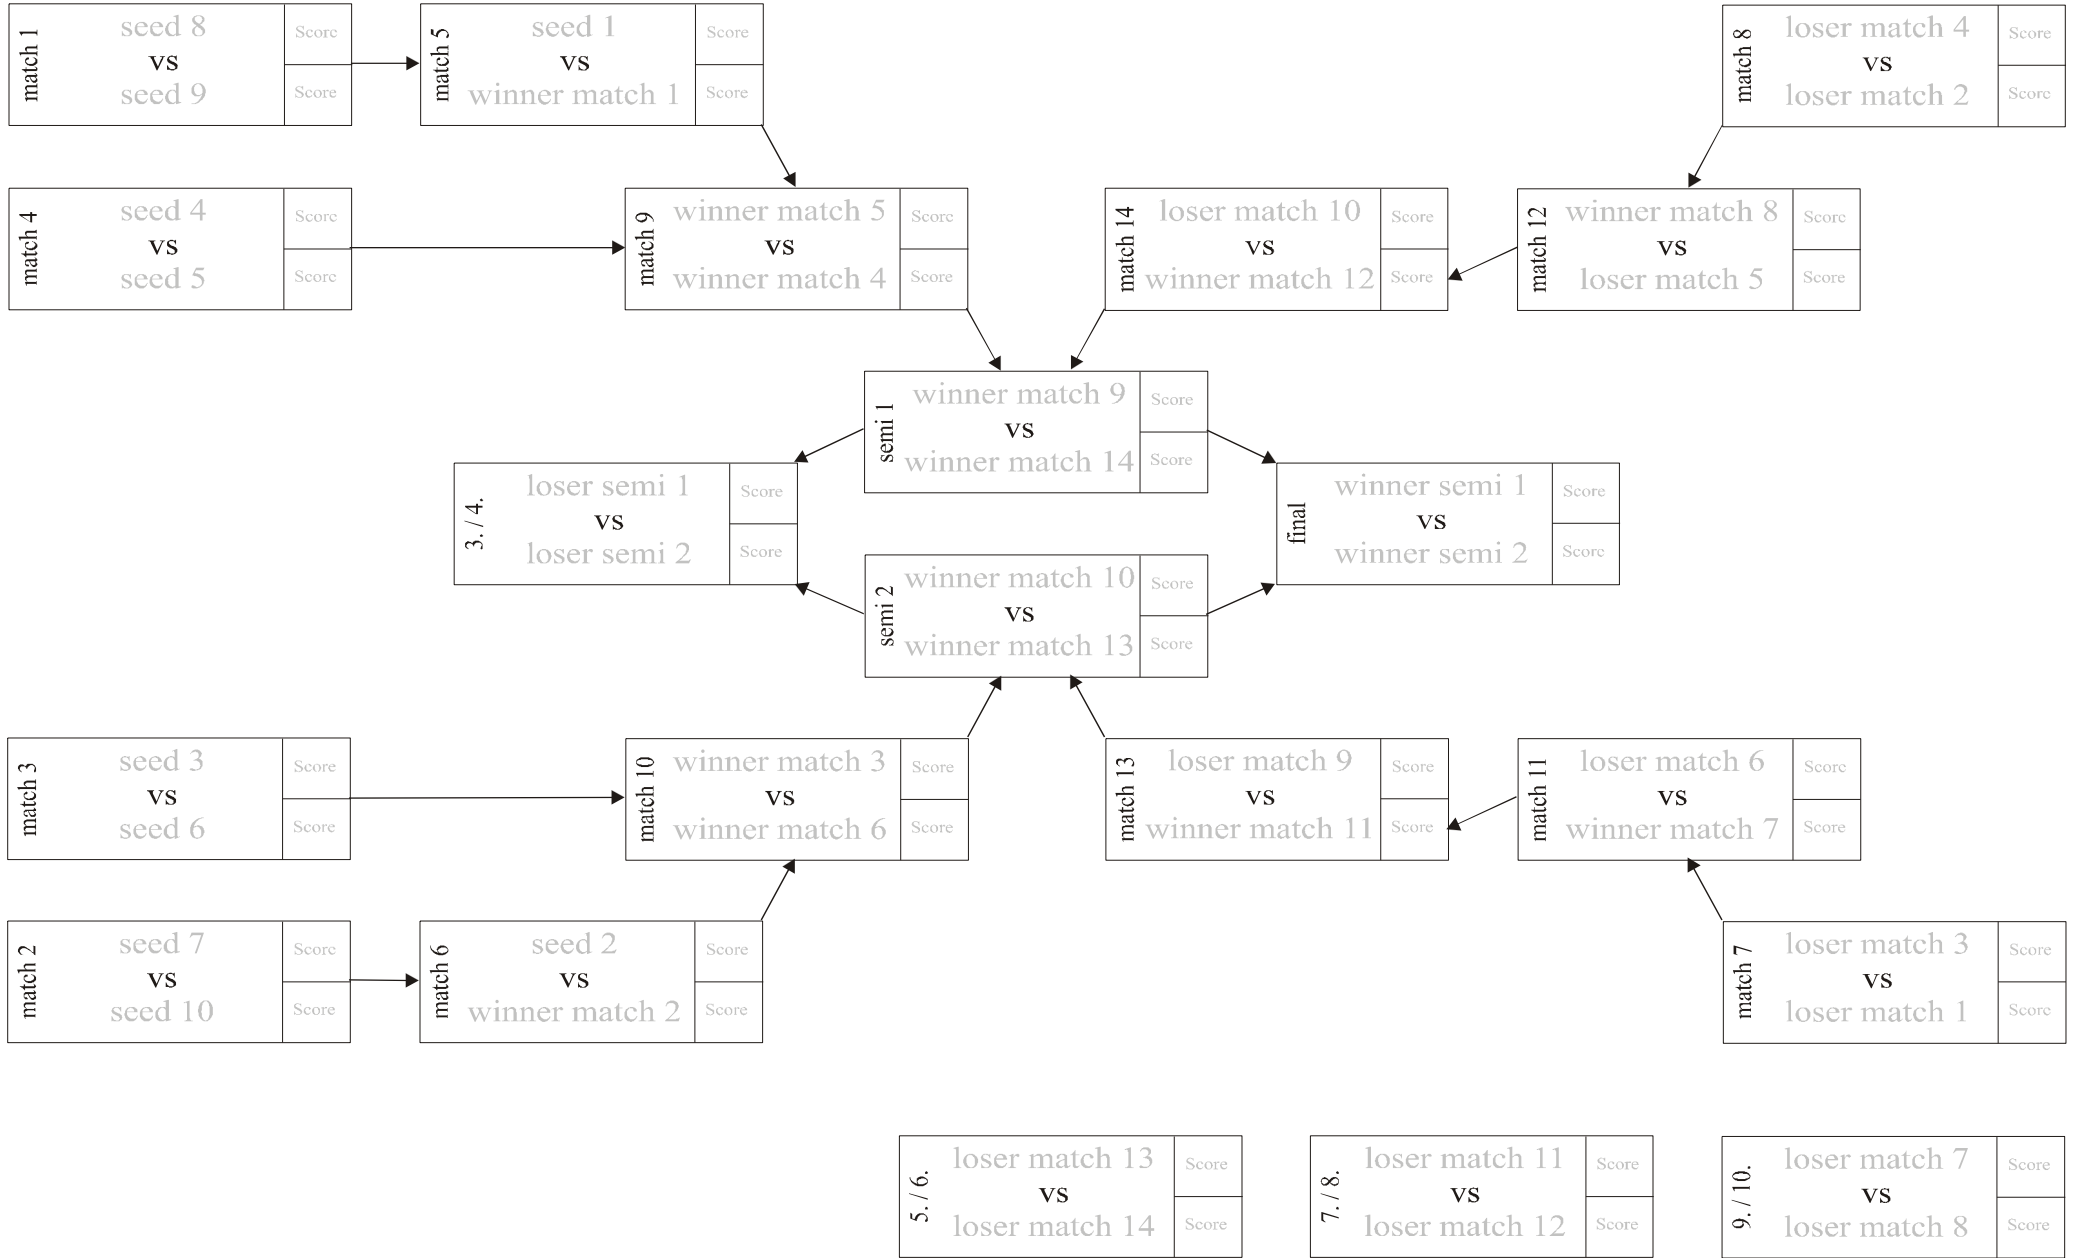 match 1
seed 8
vs
seed 9
Score
Score
match 5
seed 1
vs
winner match 1
Score
Score
match 8
loser match 4
vs
loser match 2
Score
Score
match 4
seed 4
vs
seed 5
Score
Score
match 9
winner match 5
vs
winner match 4
Score
Score
match 14
loser match 10
vs
winner match 12
Score
Score
match 12
winner match 8
vs
loser match 5
Score
Score
semi 1
winner match 9
vs
winner match 14
Score
Score
3. / 4.
loser semi 1
vs
loser semi 2
Score
Score
final
winner semi 1
vs
winner semi 2
Score
Score
semi 2
winner match 10
vs
winner match 13
Score
Score
match 3
seed 3
vs
seed 6
Score
Score
match 10
winner match 3
vs
winner match 6
Score
Score
match 13
loser match 9
vs
winner match 11
Score
Score
match 11
loser match 6
vs
winner match 7
Score
Score
match 2
seed 7
vs
seed 10
Score
Score
match 6
seed 2
vs
winner match 2
Score
Score
match 7
loser match 3
vs
loser match 1
Score
Score
5. / 6.
loser match 13
vs
loser match 14
Score
Score
7. / 8.
loser match 11
vs
loser match 12
Score
Score
9. / 10.
loser match 7
vs
loser match 8
Score
Score